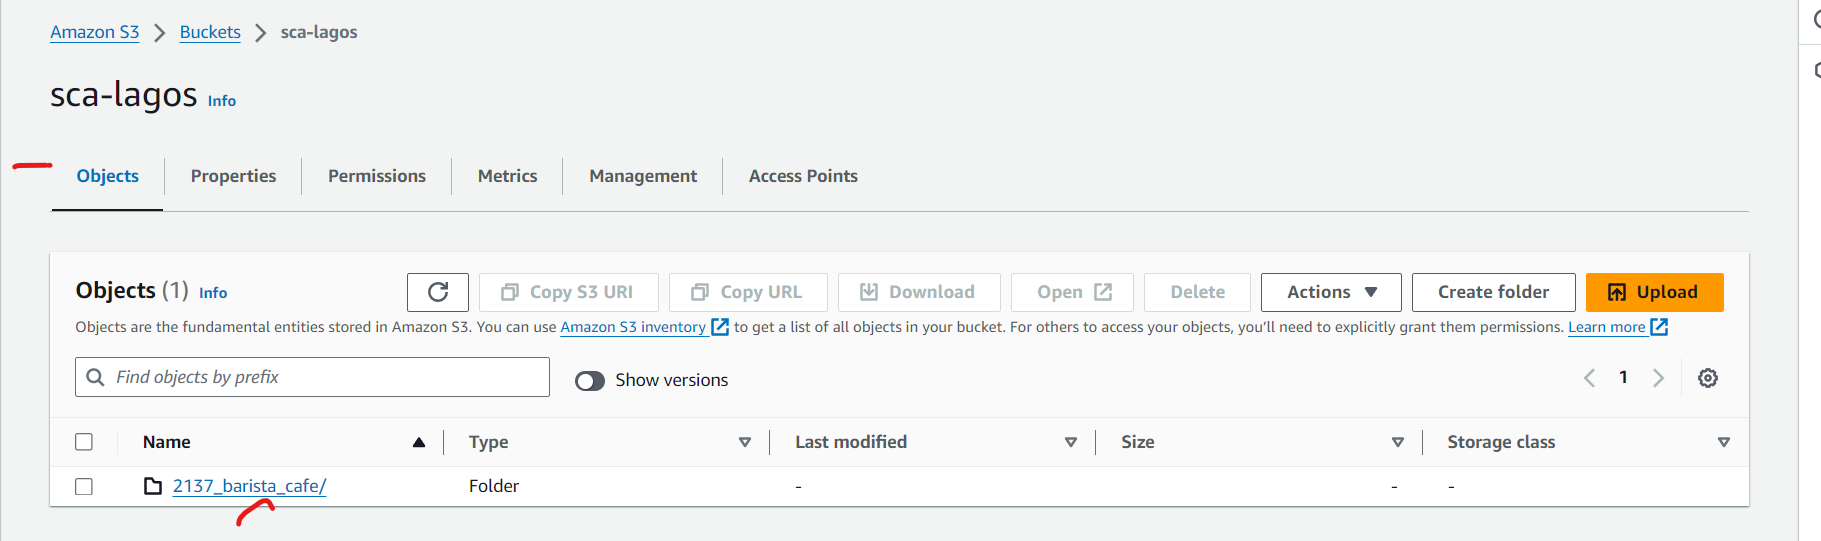 Amazon S3 > Buckets > sca-lagos
sca-lagos Info
Objects Properties Permissions Metrics Management Access Points
Objects (1) Info Copy S3 URI Copy URL Download Open Delete Actions Create folder Upload
Objects are the fundamental entities stored in Amazon S3. You can use Amazon S3 inventory to get a list of all objects in your bucket. For others to access your objects, you'll need to explicitly grant them permissions. Learn more
Find objects by prefix Show versions 1
Name Type Last modified Size Storage class
2137_barista_cafe/ Folder - - -